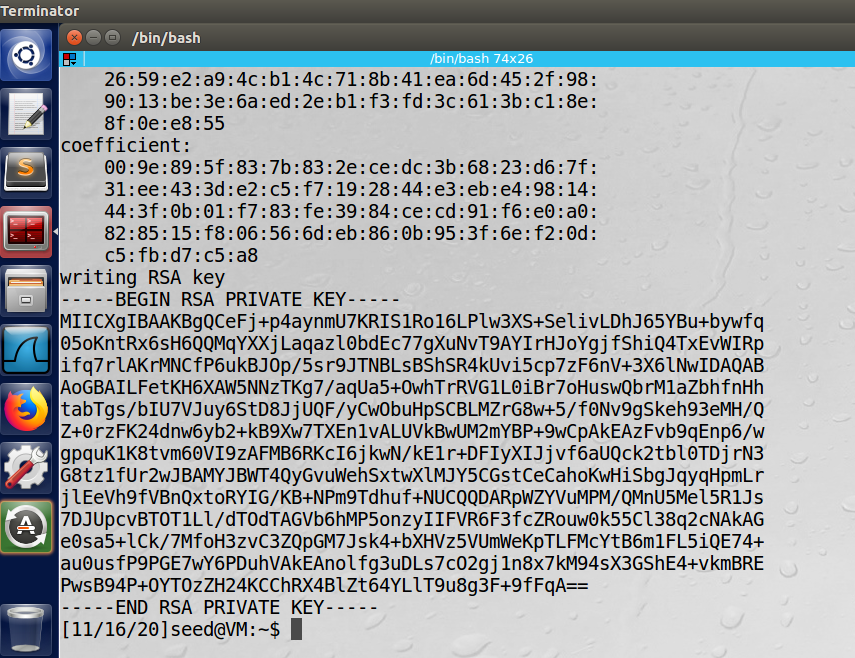 Terminator
/bin/bash
/bin/bash 74x26
26:59:e2:a9:4c:b1:4c:71:8b:41:ea:6d:45:2f:98:
90:13:be:3e:6a:ed:2e:b1:f3:fd:3c:61:3b:c1:8e:
8f:0e:e8:55
coefficient:
00:9e:89:5f:83:7b:83:2e:ce:dc:3b:68:23:d6:7f:
31:ee:43:3d:e2:c5:f7:19:28:44:e3:eb:e4:98:14:
44:3f:0b:01:f7:83:fe:39:84:ce:cd:91:f6:e0:a0:
82:85:15:f8:06:56:6d:eb:86:0b:95:3f:6e:f2:0d:
c5:fb:d7:c5:a8
writing RSA key
-----BEGIN RSA PRIVATE KEY-----
MIICXgIBAAKBgQCeFj+p4aynmU7KRIS1Ro16LPlw3XS+SelivLDhJ65YBu+bywfq
05oKntRx6sH6QQMqYXXjLaqazl0bdEc77gXuNvT9AYIrHJoYgjfShiQ4TxEvWIRp
ifq7rlAKrMNCfP6ukBJOp/5sr9JTNBLsBShSR4kUvi5cp7zF6nV+3X6lNwIDAQAB
AoGBAILFetKH6XAW5NNzTKg7/aqUa5+OwhTrRVG1L0iBr7oHuswQbrM1aZbhfnHh
tabTgs/bIU7VJuy6StD8JjUQF/yCwObuHpSCBLMZrG8w+5/f0Nv9gSkeh93eMH/Q
Z+0rzFK24dnw6yb2+kB9Xw7TXEn1vALUVkBwUM2mYBP+9wCpAkEAzFvb9qEnp6/w
gpquK1K8tvm60VI9zAFMB6RKcI6jkwN/kE1r+DFIyXIJjvf6aUQck2tbl0TDjrN3
G8tz1fUr2wJBAMYJBWT4QyGvuWehSxtwXlMJY5CGstCeCahoKwHiSbgJqyqHpmLr
jlEeVh9fVBnQxtoRYIG/KB+NPm9Tdhuf+NUCQQDARpWZYVuMPM/QMnU5Mel5R1Js
7DJUpcvBTOT1Ll/dTOdTAGVb6hMP5onzyIIFVR6F3fcZRouw0k55Cl38q2cNAkAG
e0sa5+lCk/7MfoH3zvC3ZQpGM7Jsk4+bXHVz5VUmWeKpTLFMcYtB6m1FL5iQE74+
au0usfP9PGE7wY6PDuhVAkEAnolfg3uDLs7cO2gj1n8x7kM94sX3GShE4+vkmBRE
PwsB94P+OYTOzZH24KCChRX4BlZt64YLlT9u8g3F+9fFqA==
-----END RSA PRIVATE KEY-----
[11/16/20]seed@VM:~$